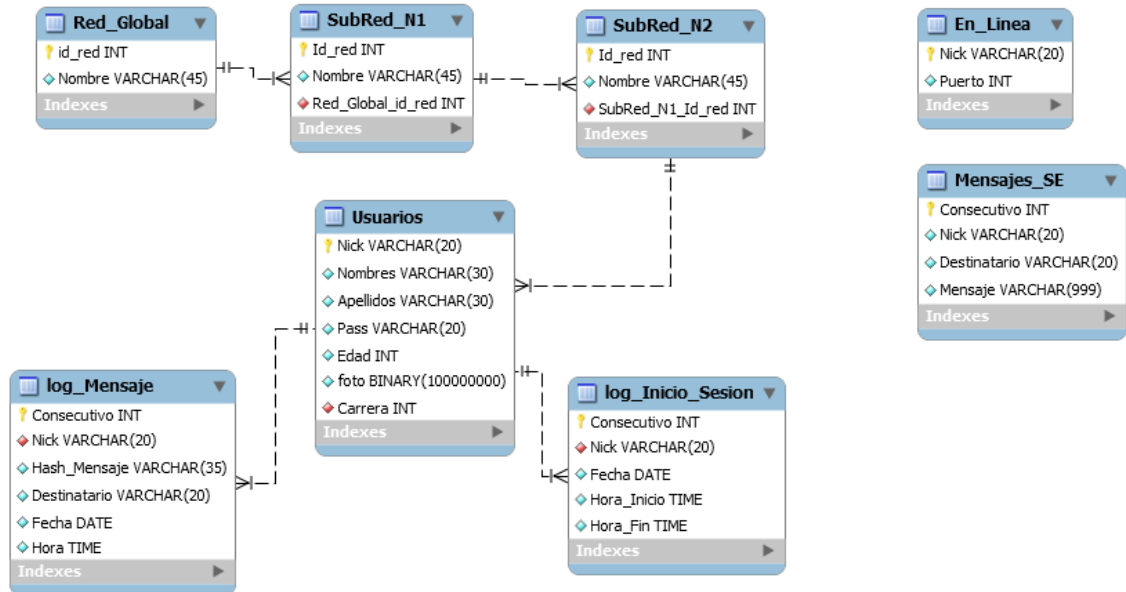 Red_Global
id_red INT
Nombre VARCHAR(45)
Indexes
SubRed_N1
Id_red INT
Nombre VARCHAR(45)
Red_Global_id_red INT
Indexes
SubRed_N2
Id_red INT
Nombre VARCHAR(45)
SubRed_N1_Id_red INT
Indexes
En_Linea
Nick VARCHAR(20)
Puerto INT
Indexes
Mensajes_SE
Consecutivo INT
Nick VARCHAR(20)
Destinatario VARCHAR(20)
Mensaje VARCHAR(999)
Indexes
Usuarios
Nick VARCHAR(20)
Nombres VARCHAR(30)
Apellidos VARCHAR(30)
Pass VARCHAR(20)
Edad INT
foto BINARY(100000000)
Carrera INT
Indexes
log_Mensaje
Consecutivo INT
Nick VARCHAR(20)
Hash_Mensaje VARCHAR(35)
Destinatario VARCHAR(20)
Fecha DATE
Hora TIME
Indexes
log_Inicio_Sesion
Consecutivo INT
Nick VARCHAR(20)
Fecha DATE
Hora_Inicio TIME
Hora_Fin TIME
Indexes